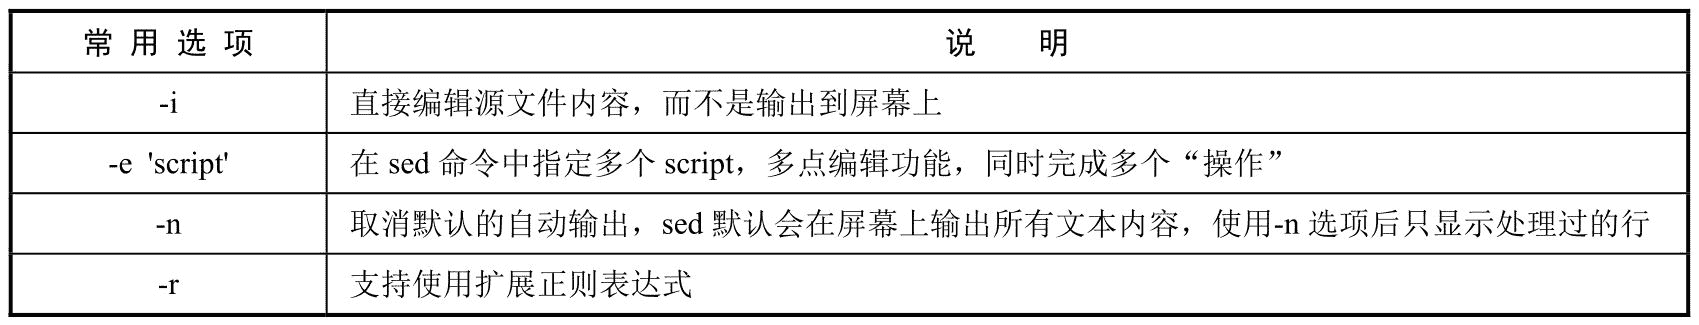 常用选项 说明
-i 直接编辑源文件内容，而不是输出到屏幕上
-e 'script' 在 sed 命令中指定多个 script，多点编辑功能，同时完成多个“操作”
-n 取消默认的自动输出，sed 默认会在屏幕上输出所有文本内容，使用-n 选项后只显示处理过的行
-r 支持使用扩展正则表达式